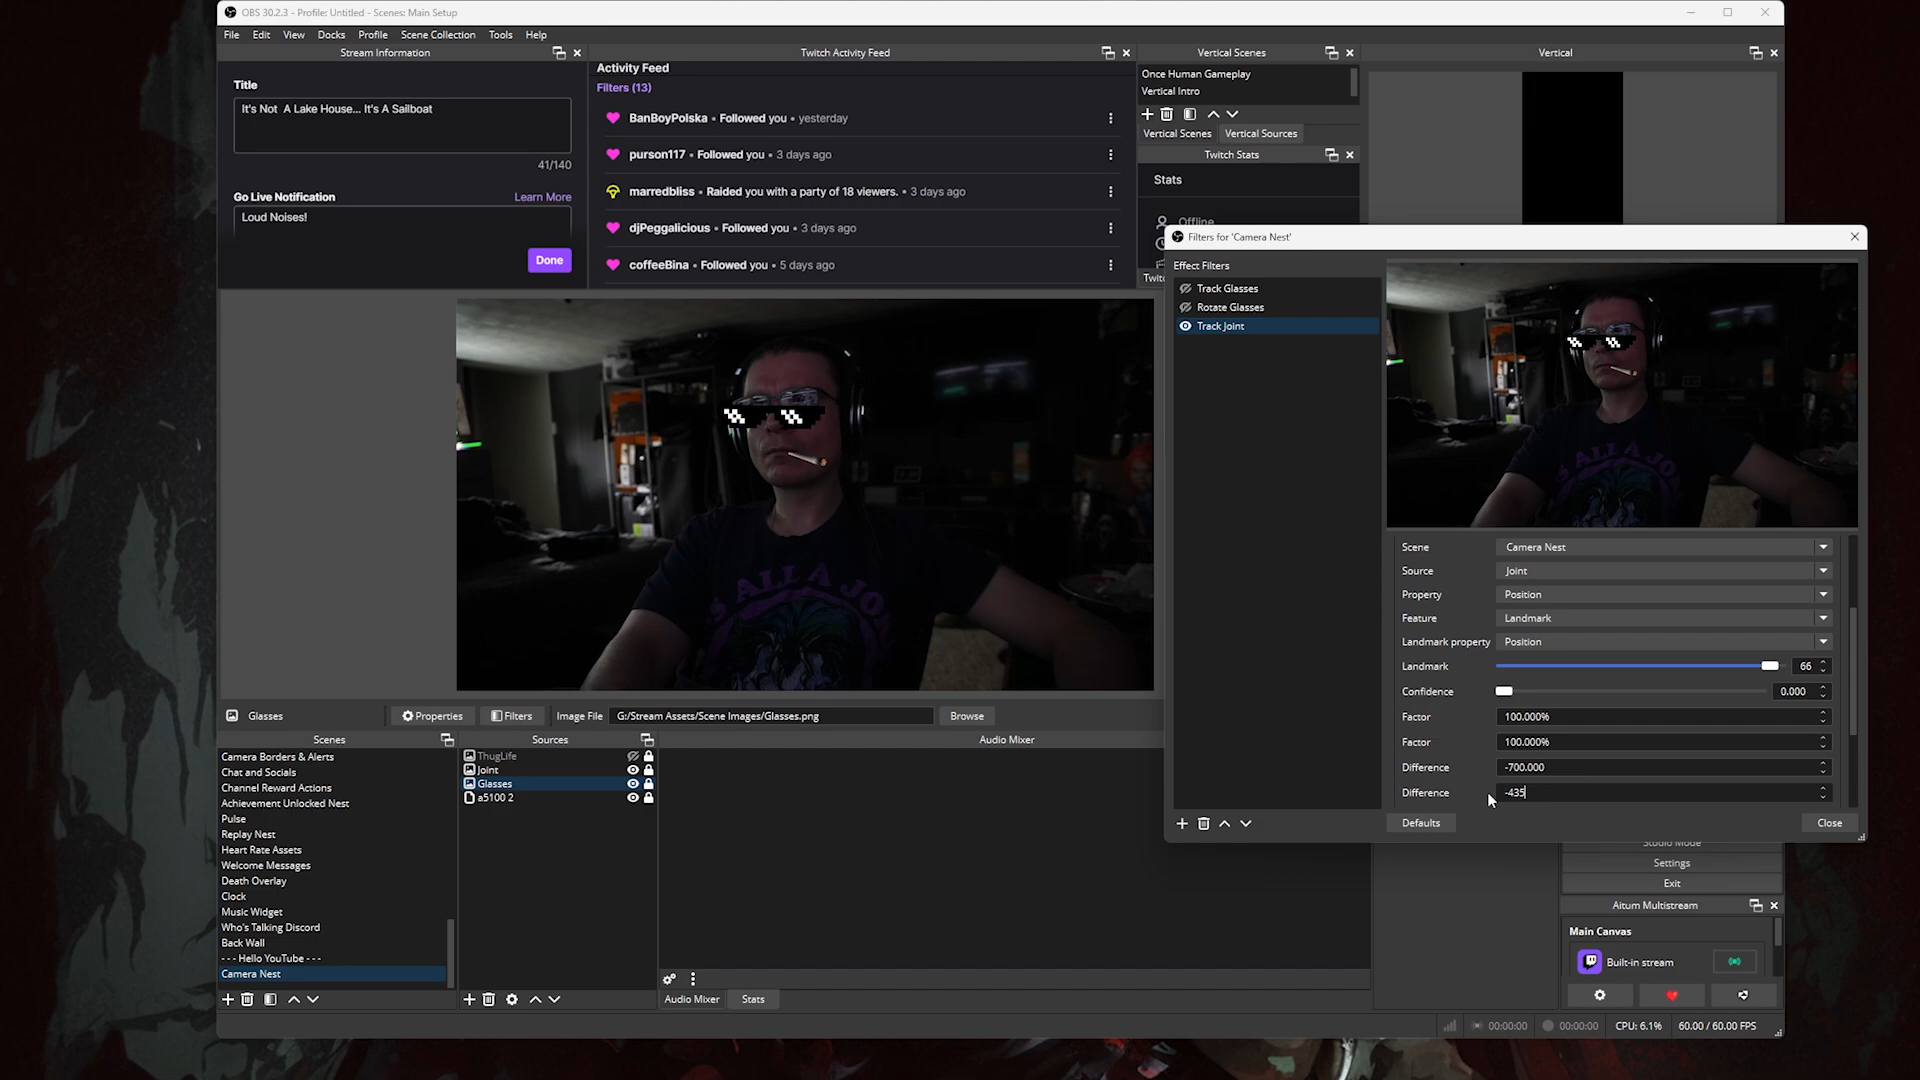 OBS 30.2.3 - Profile: Untitled - Scenes: Main Setup
File Edit View Docks Profile Scene Collection Tools Help
Stream Information
Title
It's Not A Lake House... It's A Sailboat
41/140
Go Live Notification
Learn More
Loud Noises!
Done
Twitch Activity Feed
Activity Feed
Filters (13)
BanBoyPolska • Followed you • yesterday
purson117 • Followed you • 3 days ago
marredbliss • Raided you with a party of 18 viewers. • 3 days ago
djPeggalicious • Followed you • 3 days ago
coffeeBina • Followed you • 5 days ago
Vertical Scenes
Once Human Gameplay
Vertical Intro
Vertical Scenes Vertical Sources
Twitch Stats
Stats
Offline
Twitc
Vertical
Filters for 'Camera Nest'
Effect Filters
Track Glasses
Rotate Glasses
Track Joint
Scene Camera Nest
Source Joint
Property Position
Feature Landmark
Landmark property Position
Landmark 66
Confidence 0.000
Factor 100.000%
Factor 100.000%
Difference -700.000
Difference -435
Defaults
Close
Glasses
Properties
Filters
Image File G:/Stream Assets/Scene Images/Glasses.png
Browse
Scenes
Camera Borders & Alerts
Chat and Socials
Channel Reward Actions
Achievement Unlocked Nest
Pulse
Replay Nest
Heart Rate Assets
Welcome Messages
Death Overlay
Clock
Music Widget
Who's Talking Discord
Back Wall
- - - Hello YouTube - - -
Camera Nest
Sources
ThugLife
Joint
Glasses
a5100 2
Audio Mixer
Audio Mixer Stats
Studio Mode
Settings
Exit
Aitum Multistream
Main Canvas
Built-in stream
00:00:00
00:00:00
CPU: 6.1%
60.00 / 60.00 FPS